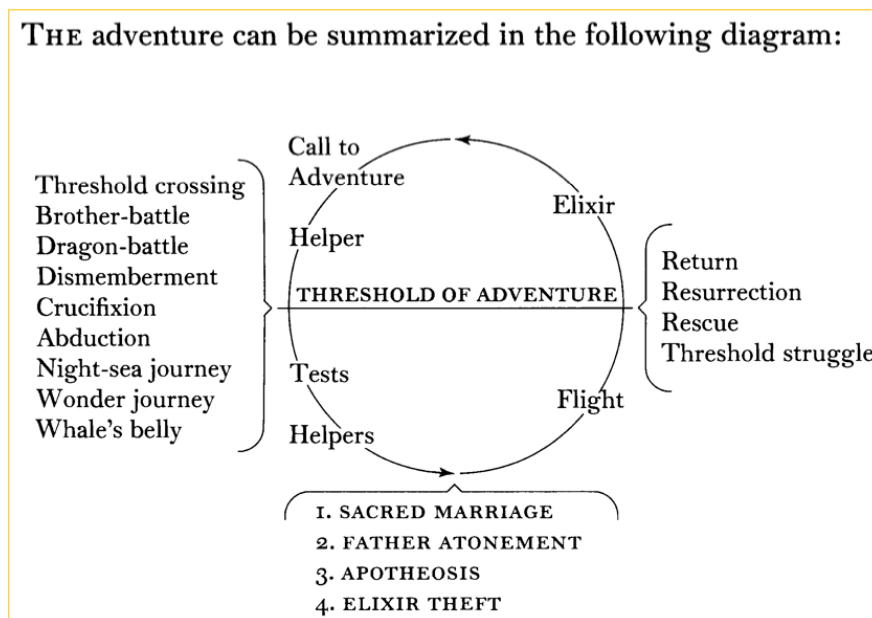 THE adventure can be summarized in the following diagram:
Call to
Adventure
Helper
Threshold crossing
Brother-battle
Dragon-battle
Dismemberment
Crucifixion
Abduction
Night-sea journey
Wonder journey
Whale's belly
THRESHOLD OF ADVENTURE
Tests
Helpers
Elixir
Flight
Return
Resurrection
Rescue
Threshold struggle
1. SACRED MARRIAGE
2. FATHER ATONEMENT
3. APOTHEOSIS
4. ELIXIR THEFT